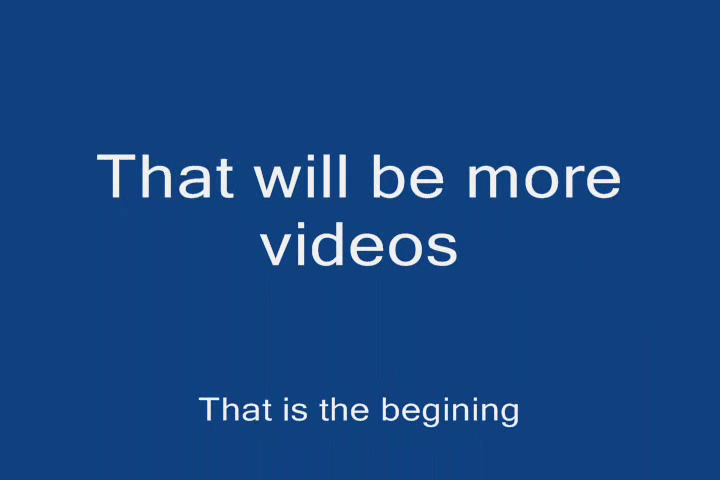 That will be more
videos
That is the begining